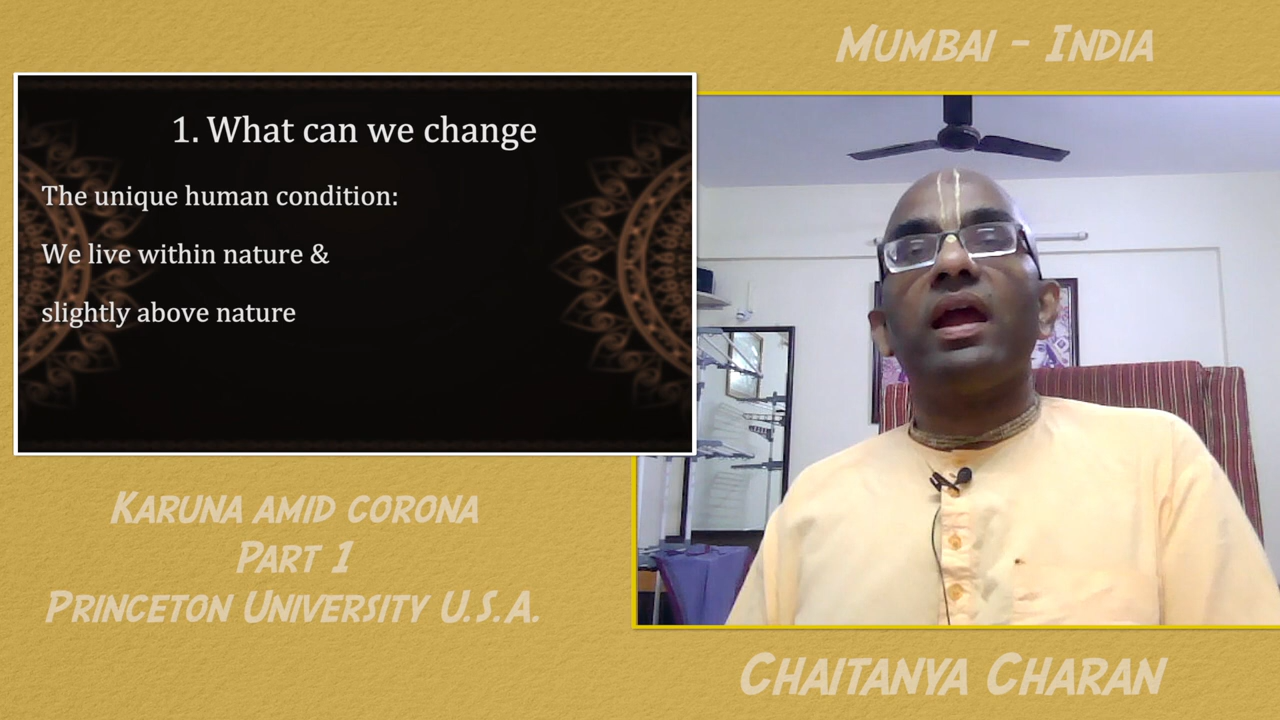 Mumbai - India
1. What can we change
The unique human condition:
We live within nature &
slightly above nature
Karuna amid corona
Part 1
Princeton University U.S.A.
Chaitanya Charan